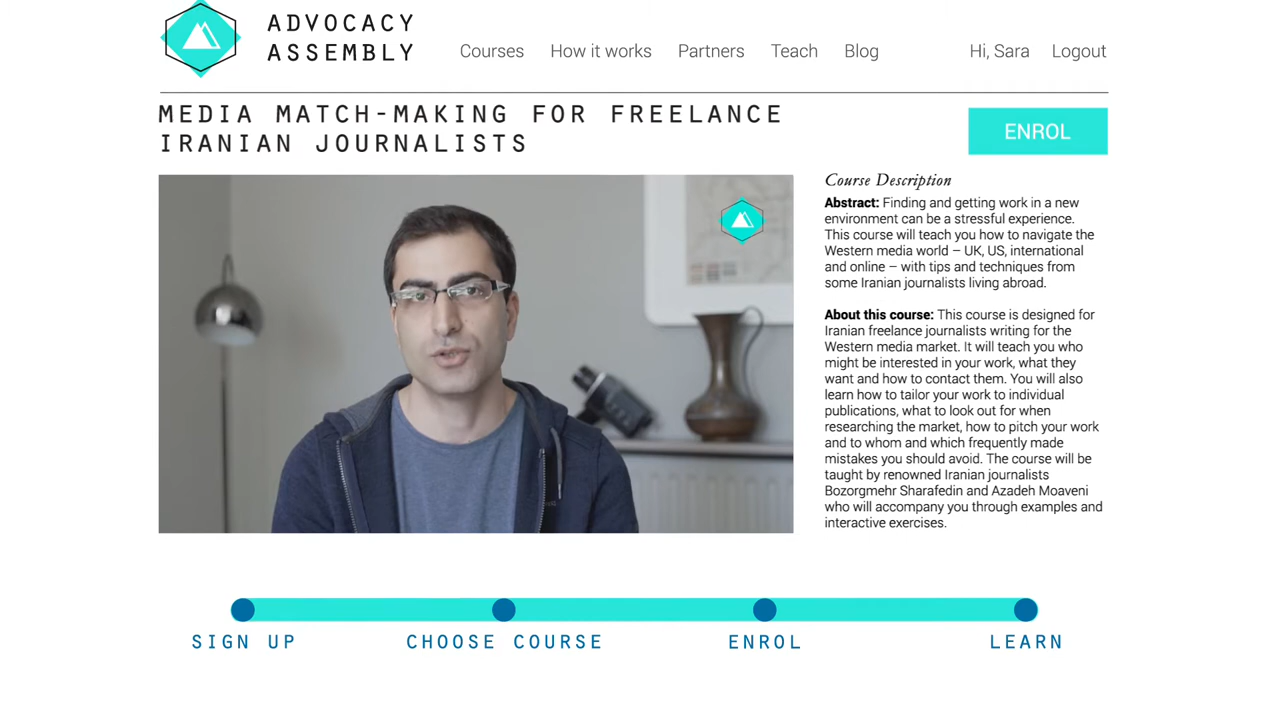 ADVOCACY
ASSEMBLY
Courses How it works Partners Teach Blog Hi, Sara Logout
MEDIA MATCH-MAKING FOR FREELANCE
IRANIAN JOURNALISTS
ENROL
Course Description
Abstract: Finding and getting work in a new
environment can be a stressful experience.
This course will teach you how to navigate the
Western media world – UK, US, international
and online – with tips and techniques from
some Iranian journalists living abroad.
About this course: This course is designed for
Iranian freelance journalists writing for the
Western media market. It will teach you who
might be interested in your work, what they
want and how to contact them. You will also
learn how to tailor your work to individual
publications, what to look out for when
researching the market, how to pitch your work
and to whom and which frequently made
mistakes you should avoid. The course will be
taught by renowned Iranian journalists
Bozorgmehr Sharafedin and Azadeh Moaveni
who will accompany you through examples and
interactive exercises.
SIGN UP CHOOSE COURSE ENROL LEARN